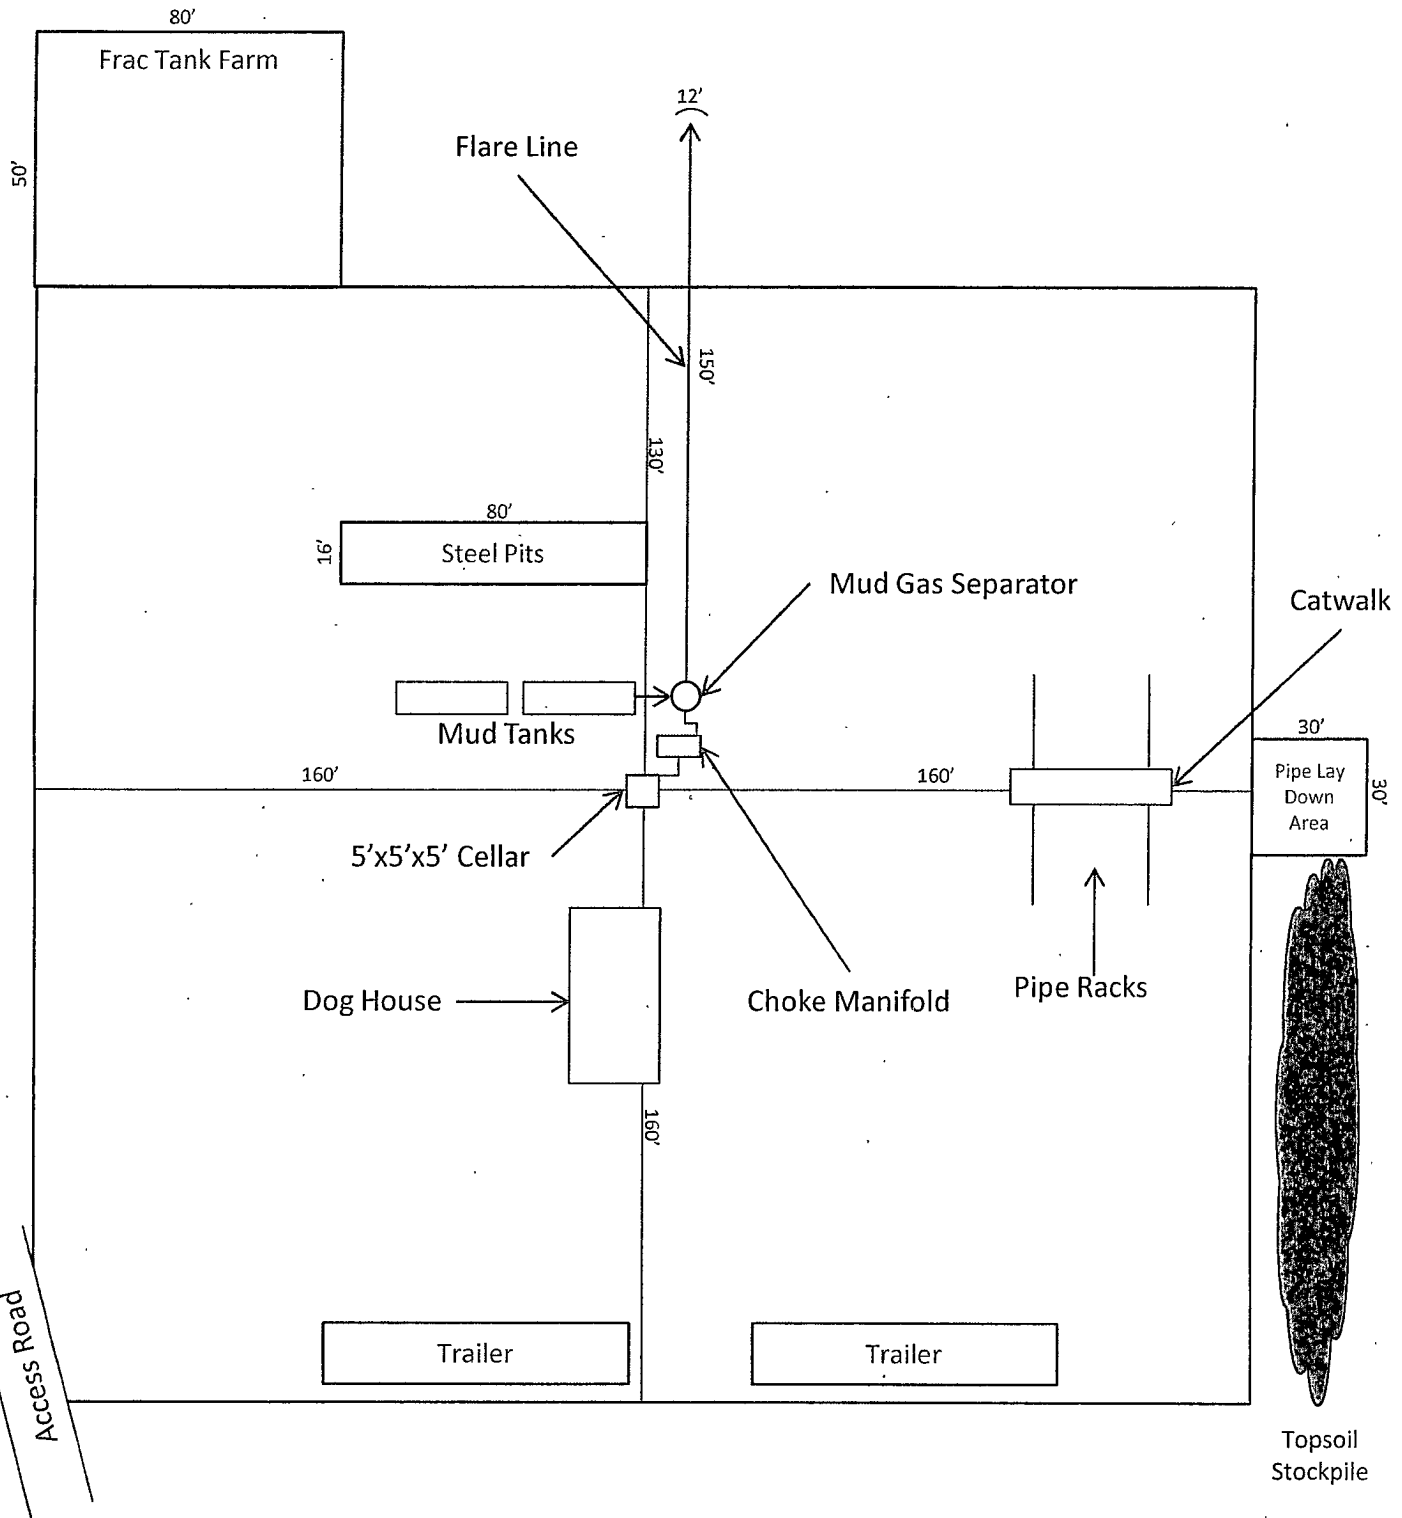 80’
Frac Tank Farm
50’
12’
Flare Line
150’
130’
80’
16’
Steel Pits
Mud Gas Separator
Catwalk
Mud Tanks
160’
160’
30’
Pipe Lay
Down
Area
30’
5’x5’x5’ Cellar
Dog House
Choke Manifold
Pipe Racks
160’
Access Road
Trailer
Trailer
Topsoil
Stockpile